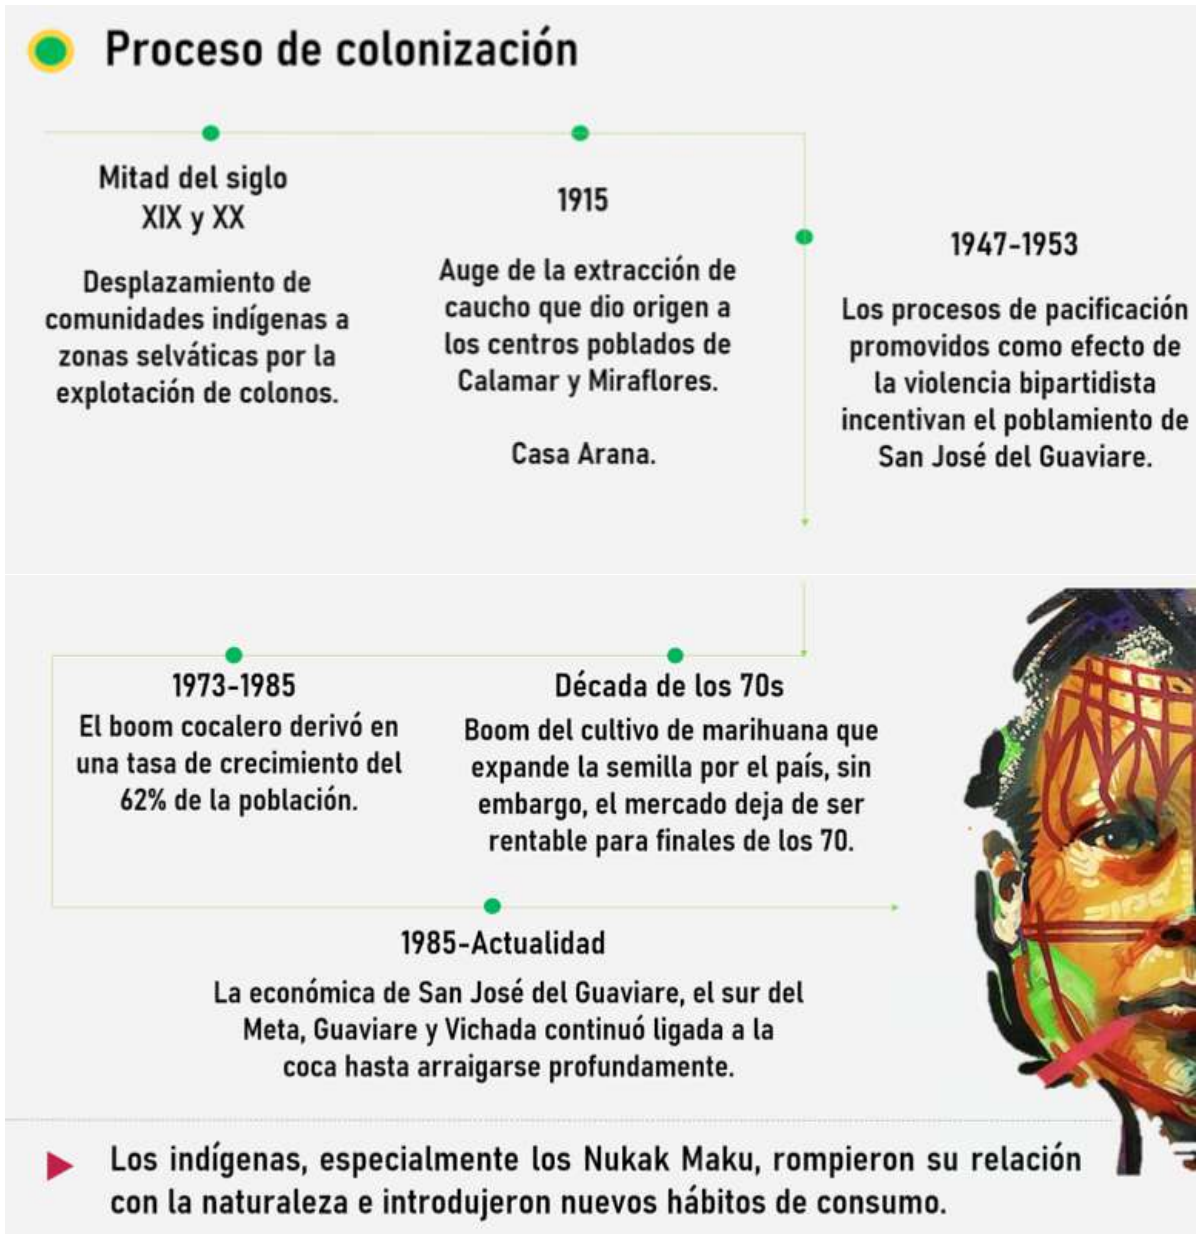 Proceso de colonización
Mitad del siglo
XIX y XX
Desplazamiento de
comunidades indígenas a
zonas selváticas por la
explotación de colonos.
1915
Auge de la extracción de
caucho que dio origen a
los centros poblados de
Calamar y Miraflores.
Casa Arana.
1947-1953
Los procesos de pacificación
promovidos como efecto de
la violencia bipartidista
incentivan el poblamiento de
San José del Guaviare.
Década de los 70s
Boom del cultivo de marihuana que
expande la semilla por el país, sin
embargo, el mercado deja de ser
rentable para finales de los 70.
1973-1985
El boom cocalero derivó en
una tasa de crecimiento del
62% de la población.
1985-Actualidad
La económica de San José del Guaviare, el sur del
Meta, Guaviare y Vichada continuó ligada a la
coca hasta arraigarse profundamente.
Los indígenas, especialmente los Nukak Maku, rompieron su relación
con la naturaleza e introdujeron nuevos hábitos de consumo.